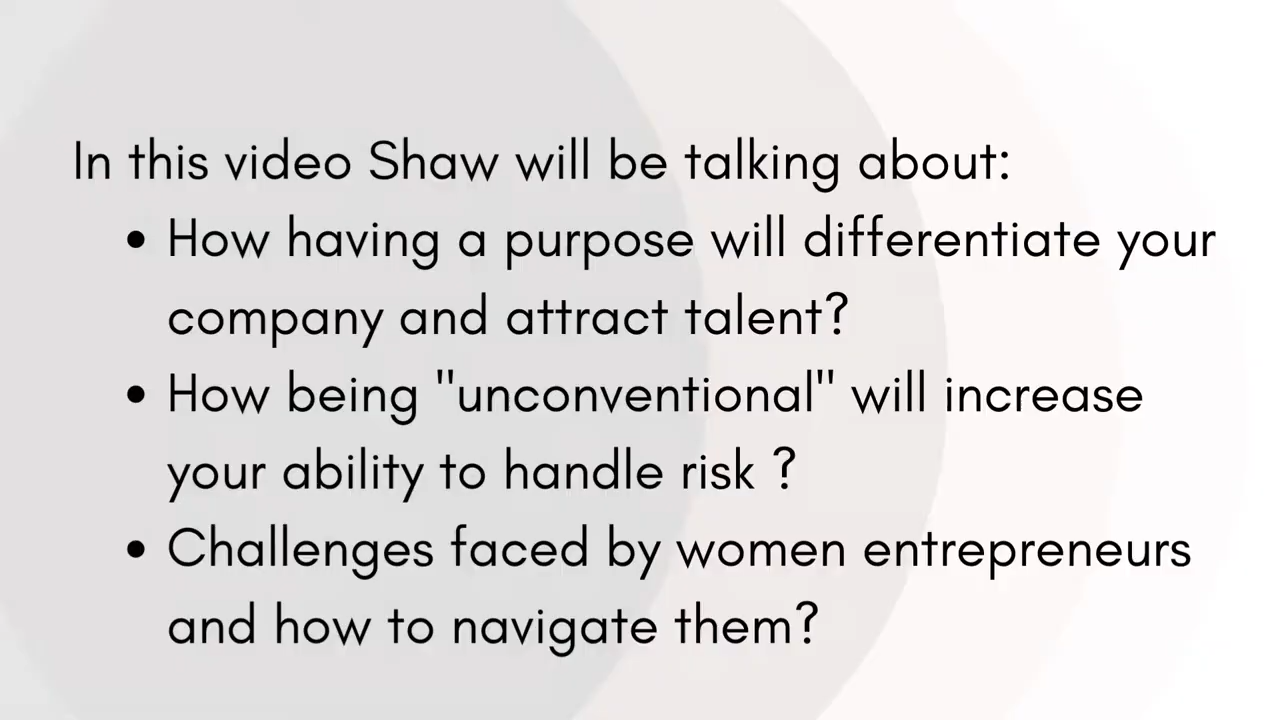 In this video Shaw will be talking about:
• How having a purpose will differentiate your
company and attract talent?
• How being "unconventional" will increase
your ability to handle risk ?
• Challenges faced by women entrepreneurs
and how to navigate them?